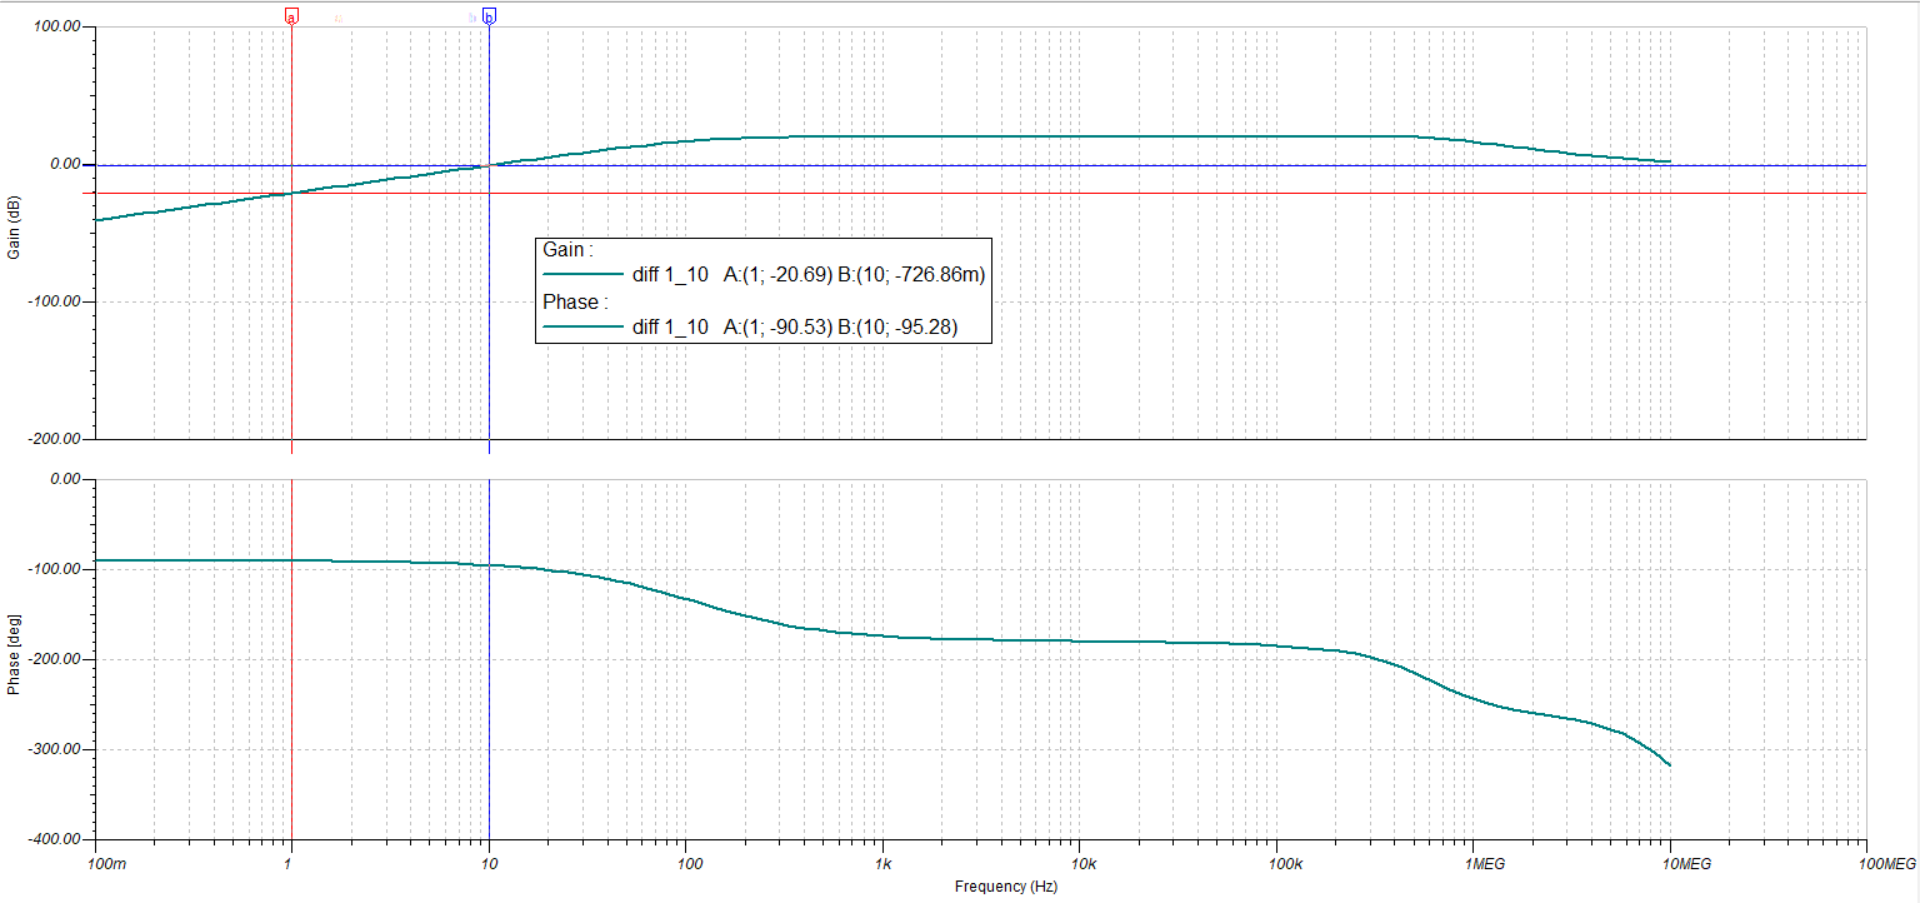 a b
100.00
0.00
Gain (dB)
-100.00
-200.00
Gain :
diff 1_10 A:(1; -20.69) B:(10; -726.86m)
Phase :
diff 1_10 A:(1; -90.53) B:(10; -95.28)
0.00
-100.00
Phase [deg]
-200.00
-300.00
-400.00
100m 1 10 100 1k 10k 100k 1MEG 10MEG 100MEG
Frequency (Hz)